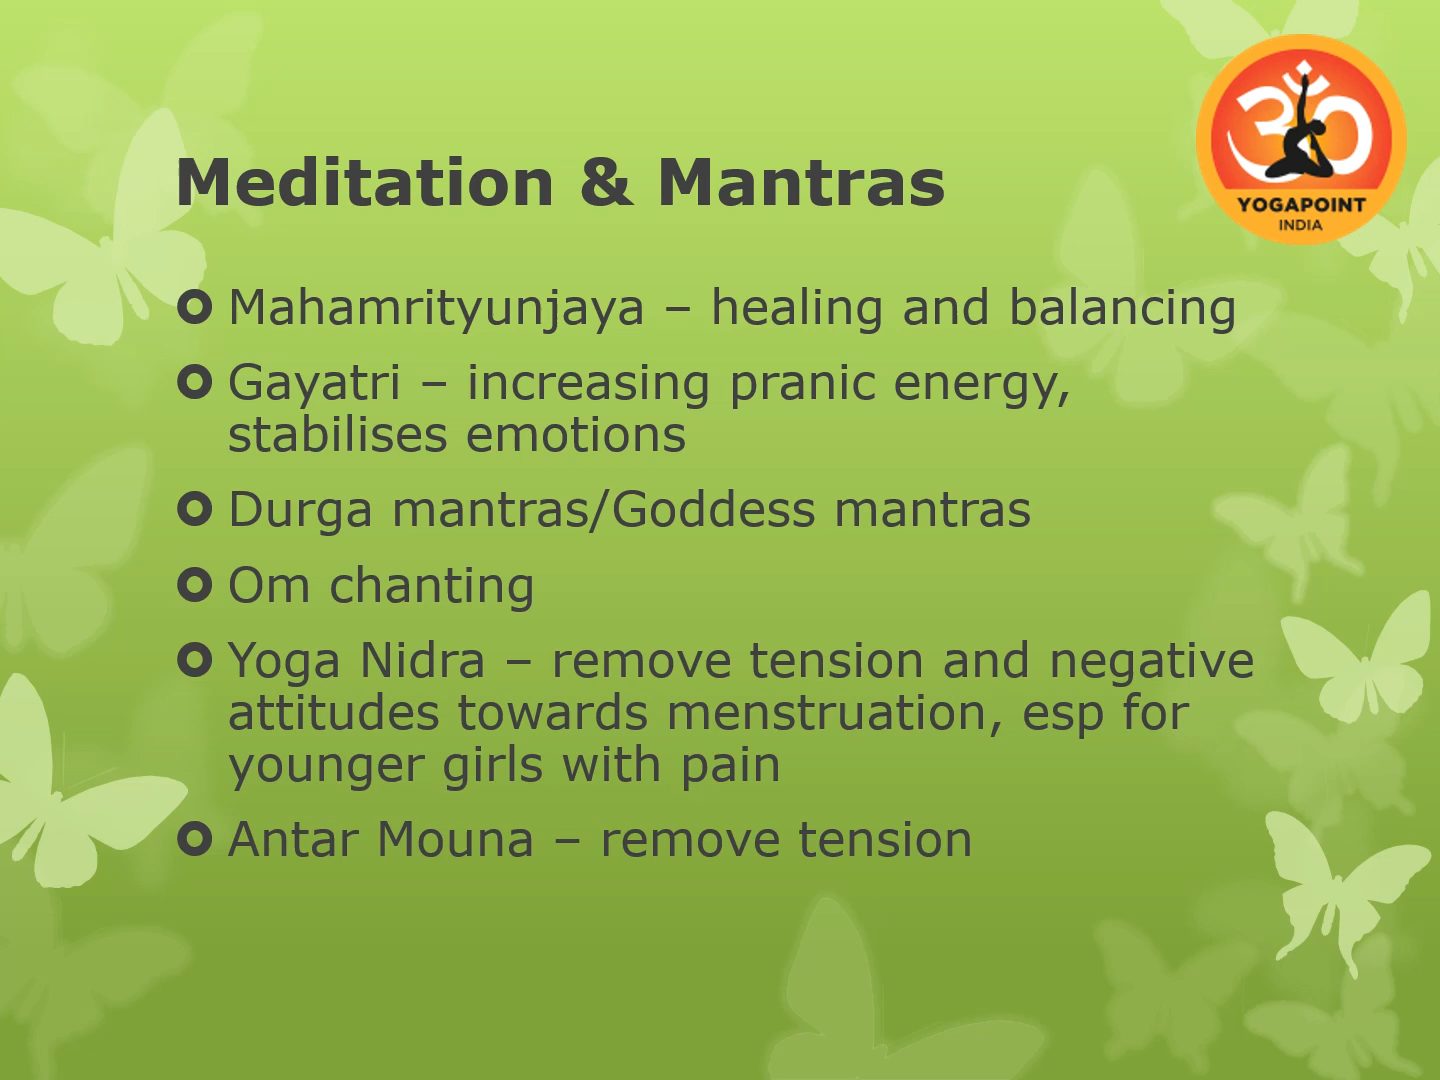 Meditation & Mantras
YOGAPOINT
INDIA
Mahamrityunjaya – healing and balancing
Gayatri – increasing pranic energy,
stabilises emotions
Durga mantras/Goddess mantras
Om chanting
Yoga Nidra – remove tension and negative
attitudes towards menstruation, esp for
younger girls with pain
Antar Mouna – remove tension